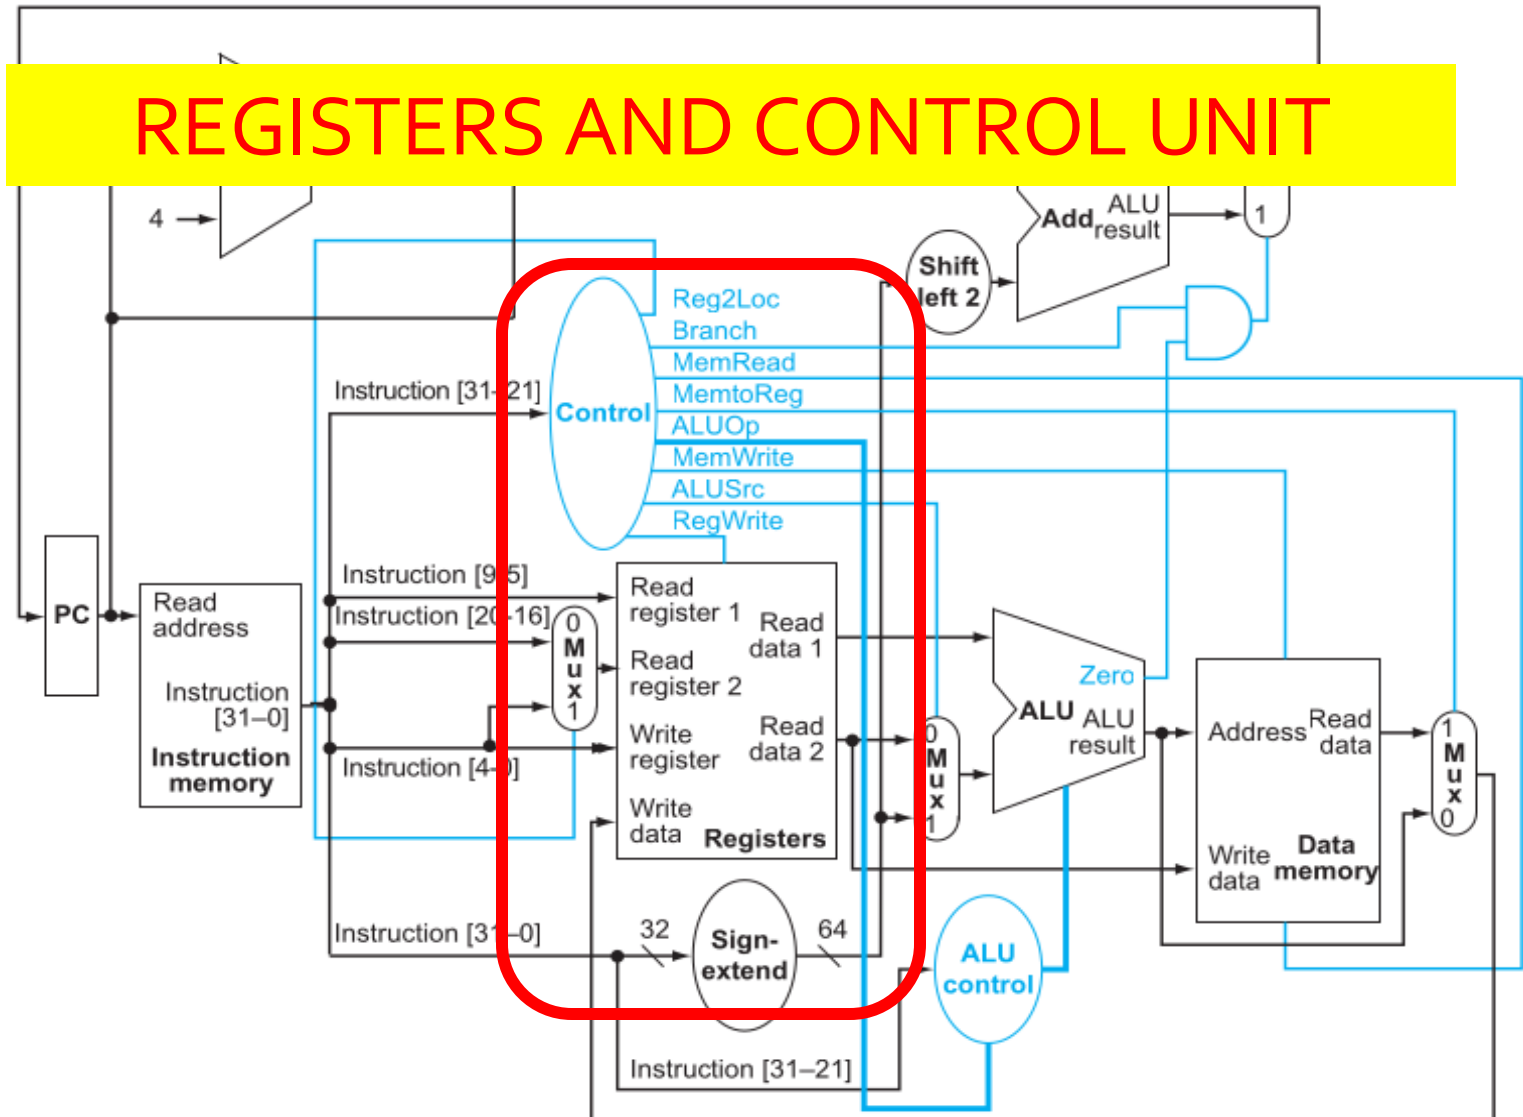 REGISTERS AND CONTROL UNIT
4
Add
ALU
result
1
Shift
left 2
Reg2Loc
Branch
MemRead
MemtoReg
ALUOp
MemWrite
ALUSrc
RegWrite
Instruction [31–21]
Control
PC
Read
address
Instruction
[31–0]
Instruction
memory
Instruction [9-5]
Instruction [20-16]
Instruction [4-0]
0
M
u
x
1
Read
register 1
Read
register 2
Write
register
Write
data
Read
data 1
Read
data 2
Registers
0
M
u
x
1
Zero
ALU
ALU
result
Address
Read
data
Write
data
Data
memory
1
M
u
x
0
Instruction [31–0]
32
Sign-
extend
64
ALU
control
Instruction [31–21]